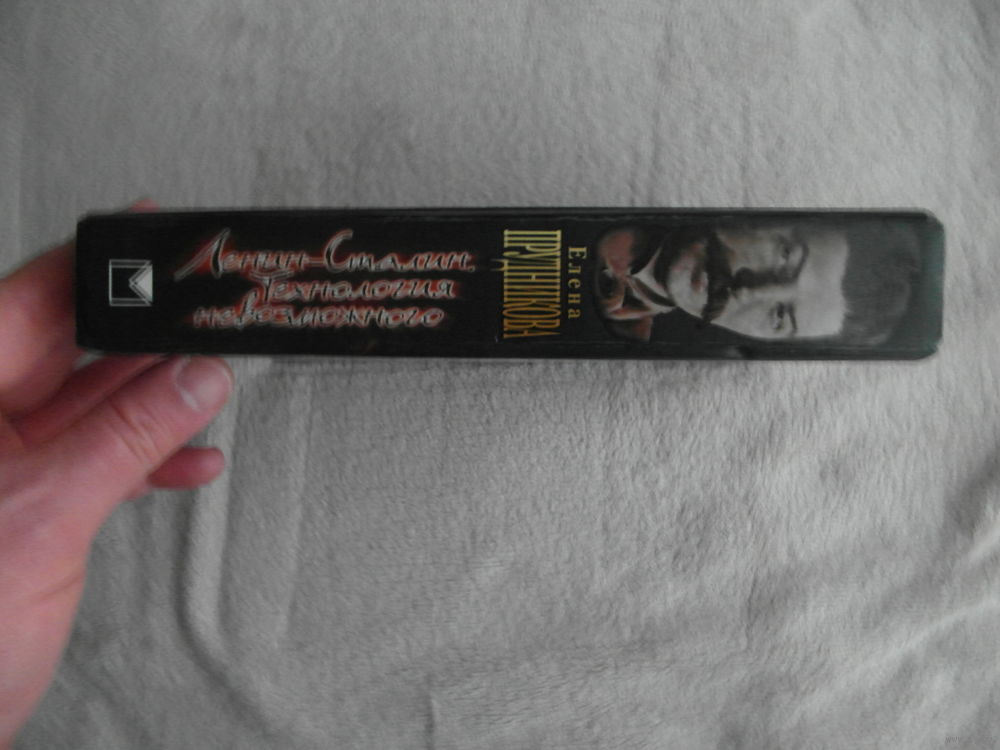 Елена
ПРУДНИКОВА
Ленин-Сталин.
Технология
невозможного